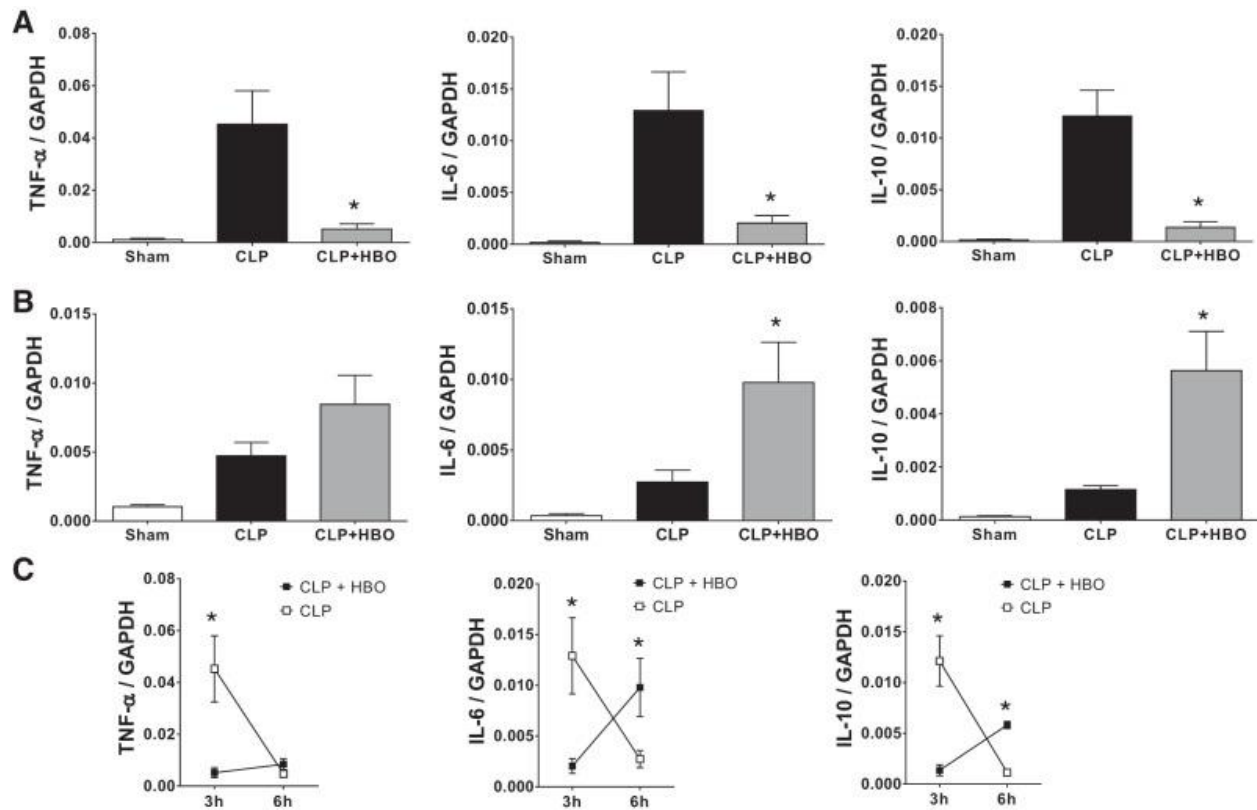 A
TNF-α / GAPDH
0.08
0.06
0.04
0.02
0.00
Sham
CLP
CLP+HBO
*
IL-6 / GAPDH
0.020
0.015
0.010
0.005
0.000
Sham
CLP
CLP+HBO
*
IL-10 / GAPDH
0.020
0.015
0.010
0.005
0.000
Sham
CLP
CLP+HBO
*
B
TNF-α / GAPDH
0.015
0.010
0.005
0.000
Sham
CLP
CLP+HBO
IL-6 / GAPDH
0.015
0.010
0.005
0.000
Sham
CLP
CLP+HBO
*
IL-10 / GAPDH
0.008
0.006
0.004
0.002
0.000
Sham
CLP
CLP+HBO
*
C
TNF-α / GAPDH
0.08
0.06
0.04
0.02
0.00
3h
6h
*
CLP + HBO
CLP
IL-6 / GAPDH
0.020
0.015
0.010
0.005
0.000
3h
6h
*
*
CLP + HBO
CLP
IL-10 / GAPDH
0.020
0.015
0.010
0.005
0.000
3h
6h
*
*
CLP + HBO
CLP